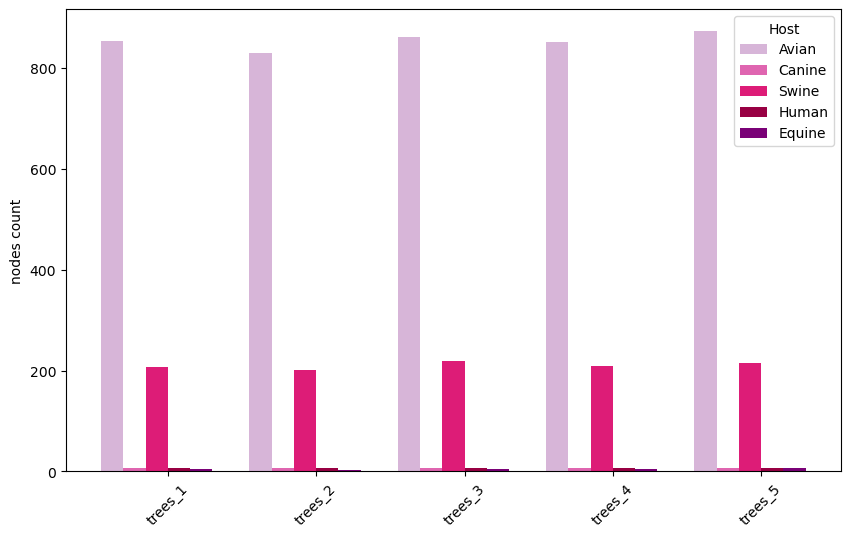 Host
Avian
Canine
Swine
Human
Equine
nodes count
800
600
400
200
0
trees_1
trees_2
trees_3
trees_4
trees_5